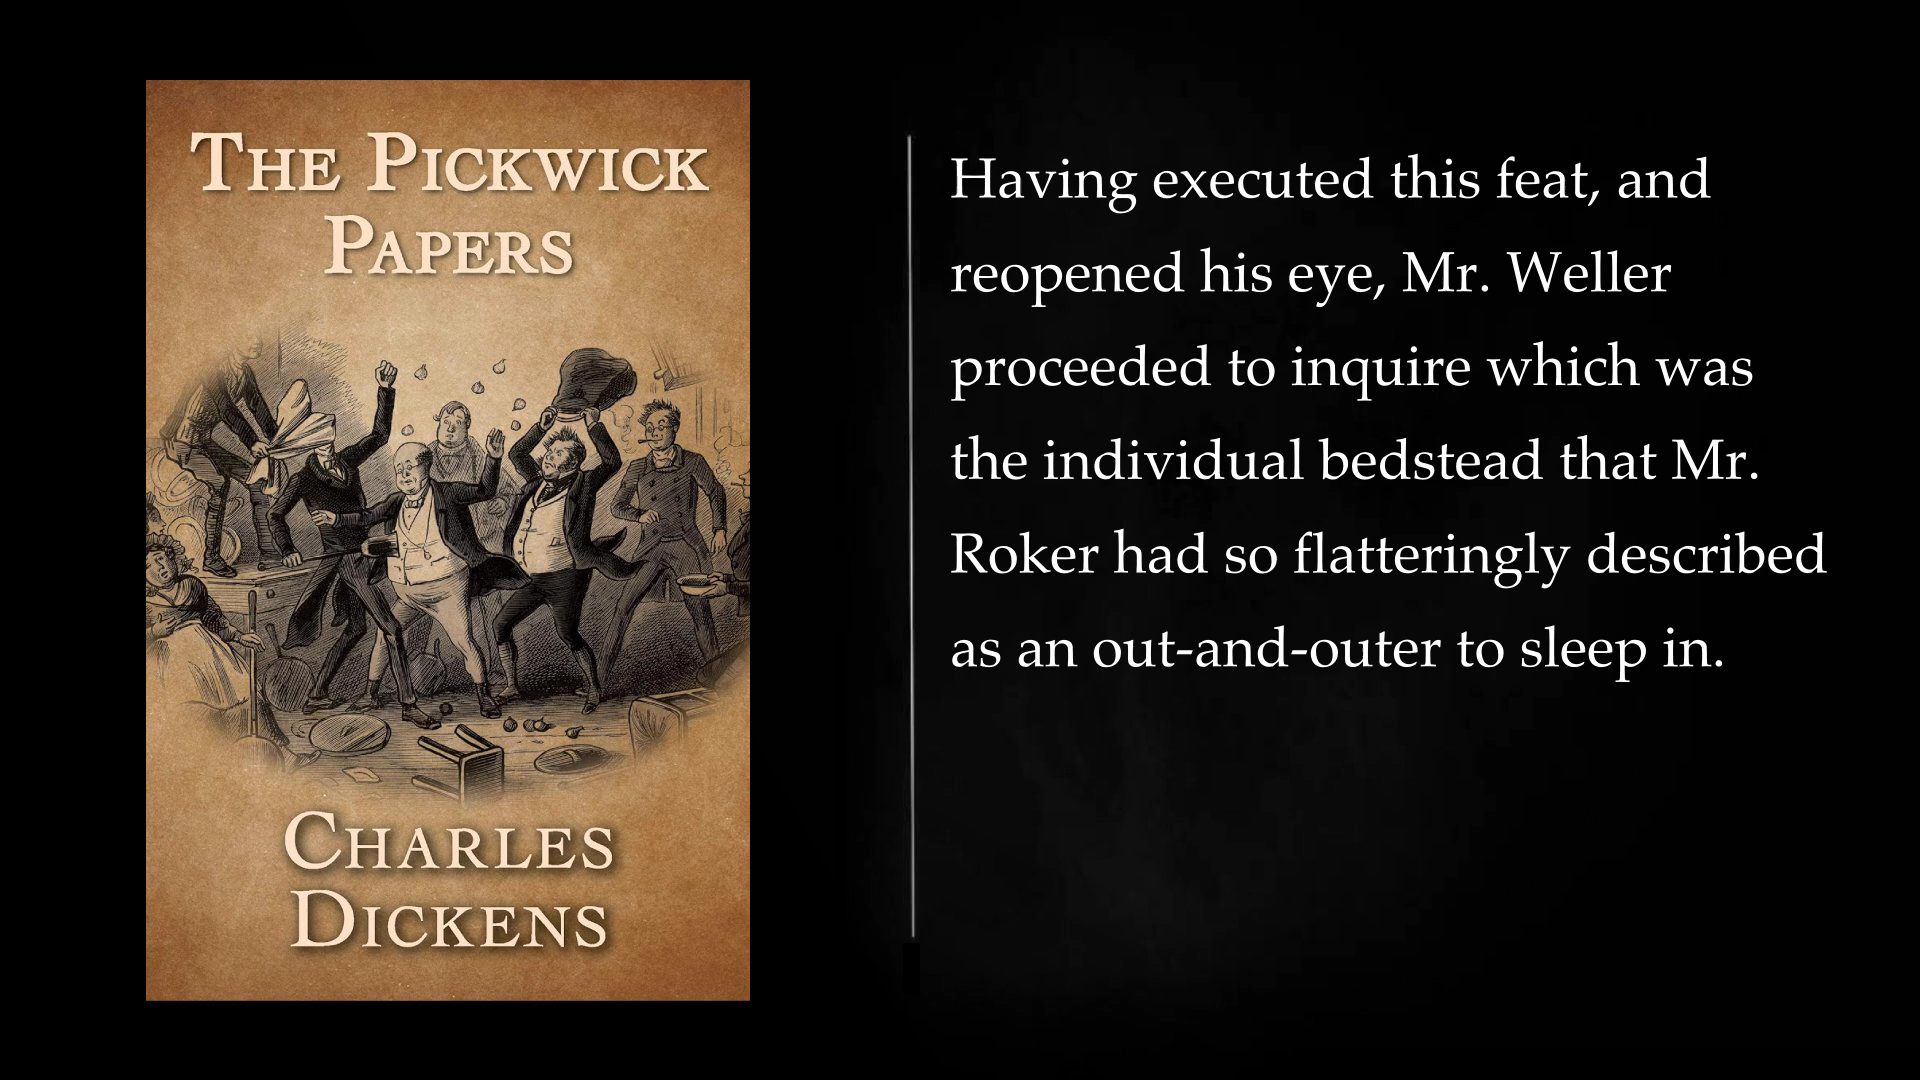 The Pickwick
Papers
Charles
Dickens
Having executed this feat, and
reopened his eye, Mr. Weller
proceeded to inquire which was
the individual bedstead that Mr.
Roker had so flatteringly described
as an out-and-outer to sleep in.